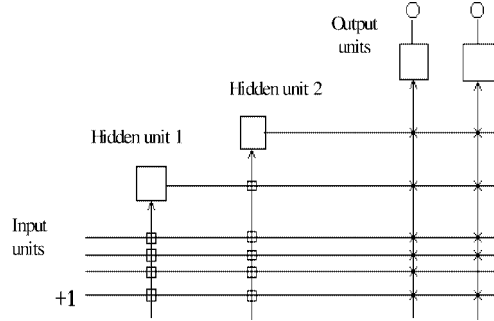 Output
units
Hidden unit 2
Hidden unit 1
Input
units
+1